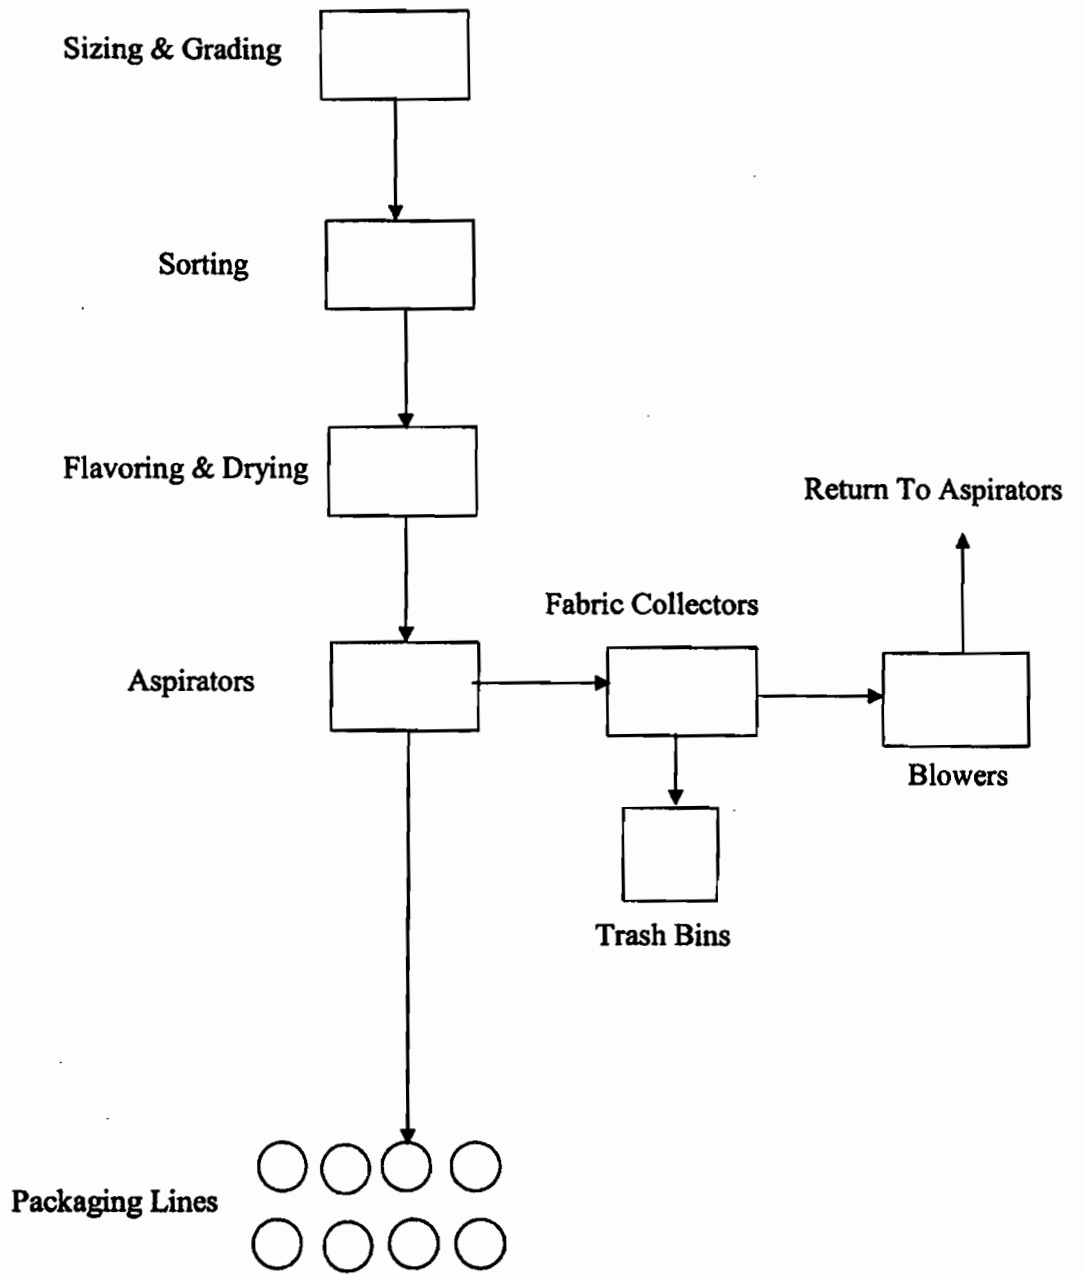 Sizing & Grading
Sorting
Flavoring & Drying
Return To Aspirators
Fabric Collectors
Aspirators
Blowers
Trash Bins
Packaging Lines